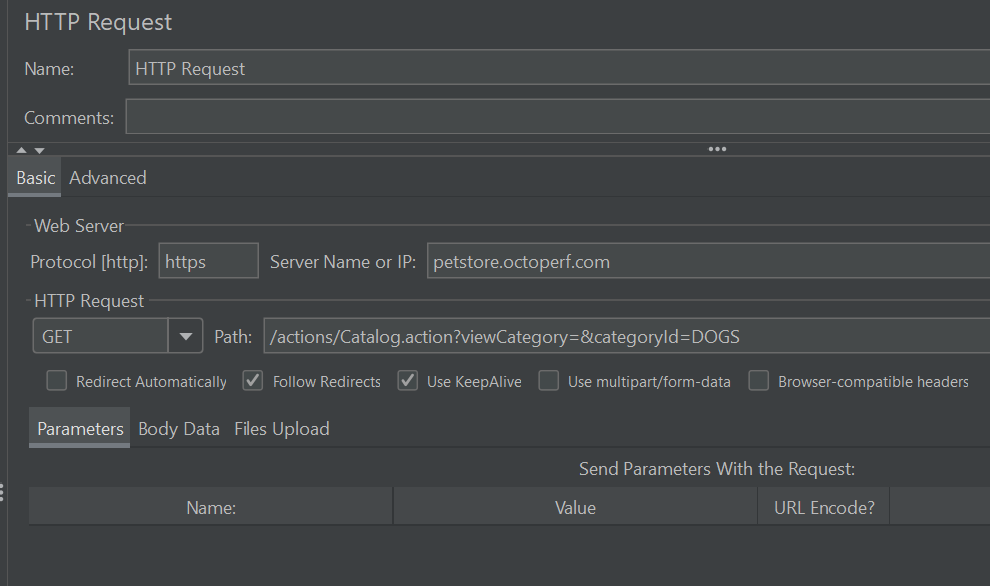 HTTP Request
Name: HTTP Request
Comments:
Basic Advanced
Web Server
Protocol [http]: https Server Name or IP: petstore.octoperf.com
HTTP Request
GET Path: /actions/Catalog.action?viewCategory=&categoryId=DOGS
Redirect Automatically Follow Redirects Use KeepAlive Use multipart/form-data Browser-compatible headers
Parameters Body Data Files Upload
Send Parameters With the Request:
Name: Value URL Encode?